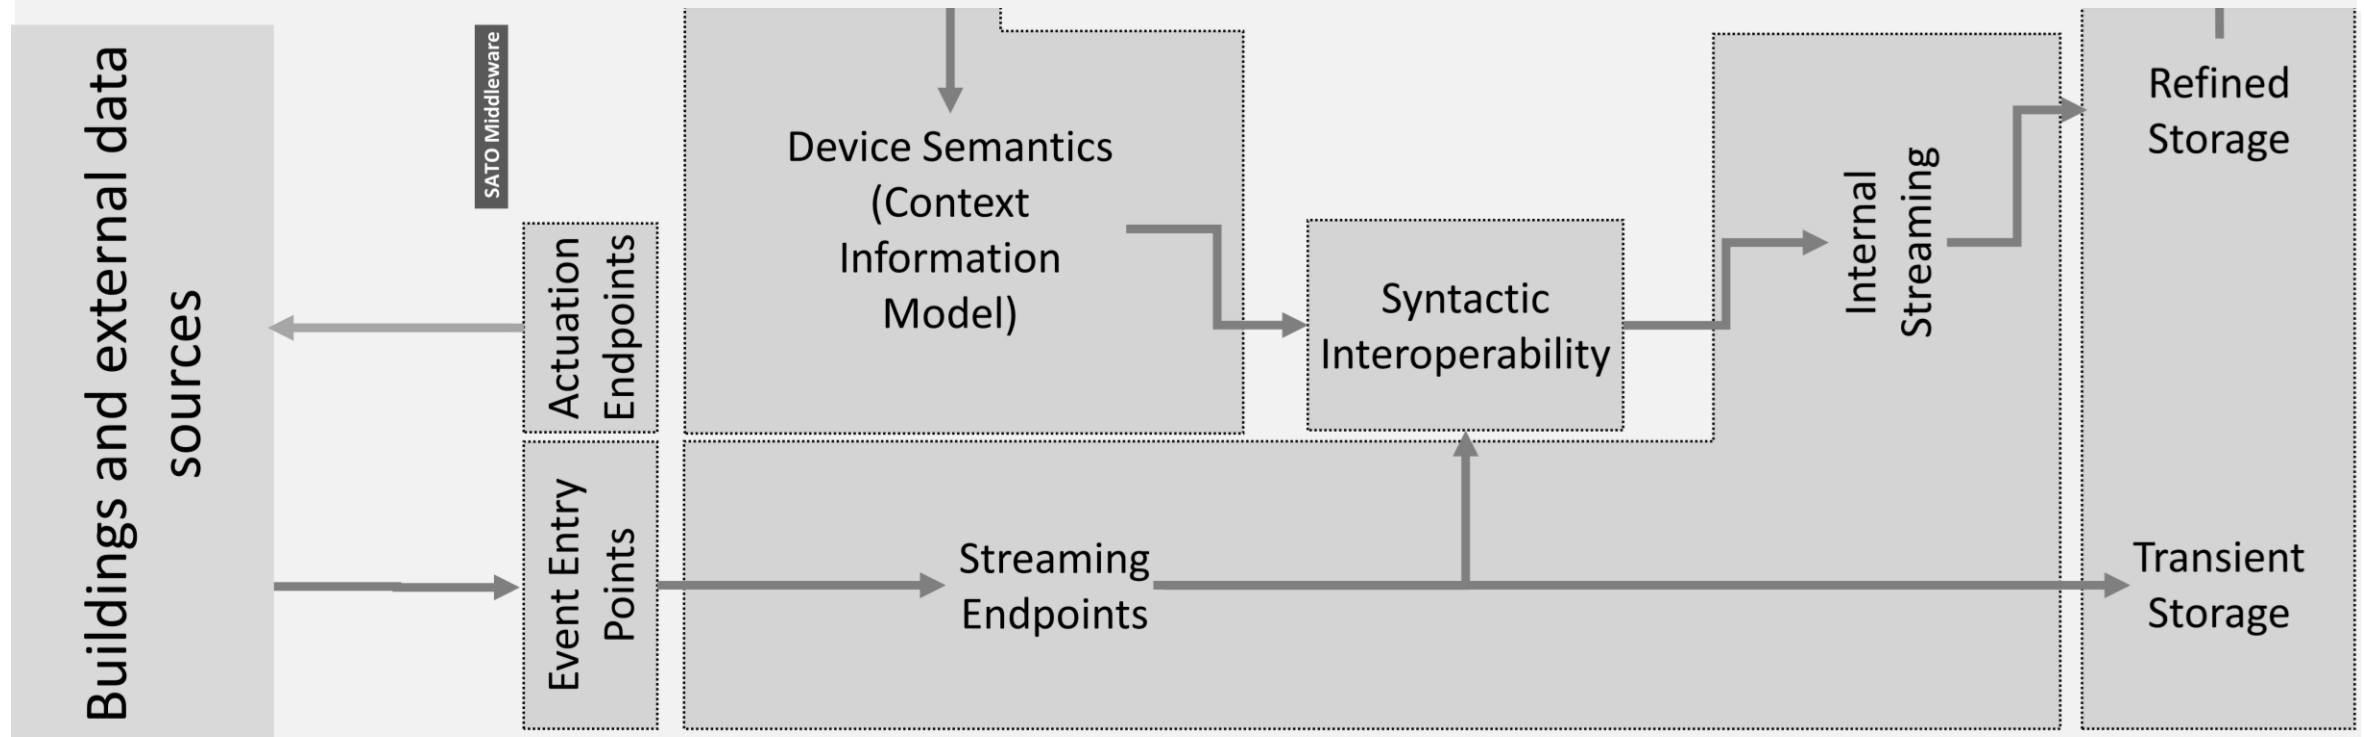 Buildings and external data
sources
SATO Middleware
Actuation
Endpoints
Event Entry
Points
Device Semantics
(Context
Information
Model)
Streaming
Endpoints
Syntactic
Interoperability
Internal
Streaming
Refined
Storage
Transient
Storage